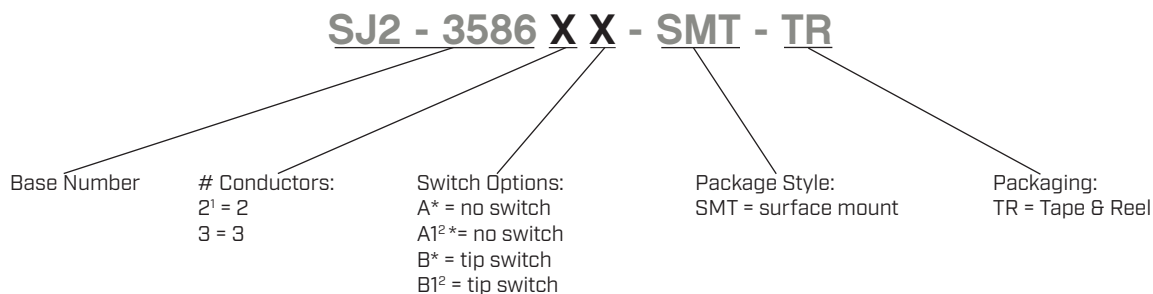 SJ2 - 3586 X X - SMT - TR
Base Number
# Conductors:
2¹ = 2
3 = 3
Switch Options:
A* = no switch
A1² *= no switch
B* = tip switch
B1² = tip switch
Package Style:
SMT = surface mount
Packaging:
TR = Tape & Reel